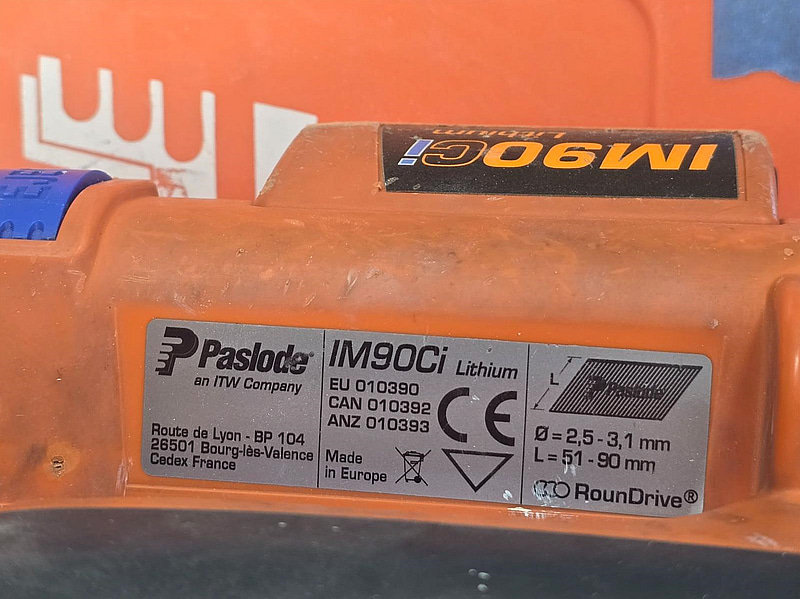 IM90Ci
Lithium
Paslode®
an ITW Company
Route de Lyon - BP 104
26501 Bourg-lès-Valence
Cedex France
IM90Ci Lithium
EU 010390
CAN 010392
ANZ 010393
CE
Made
in Europe
L
Paslode
Ø = 2,5 - 3,1 mm
L = 51 - 90 mm
RounDrive®